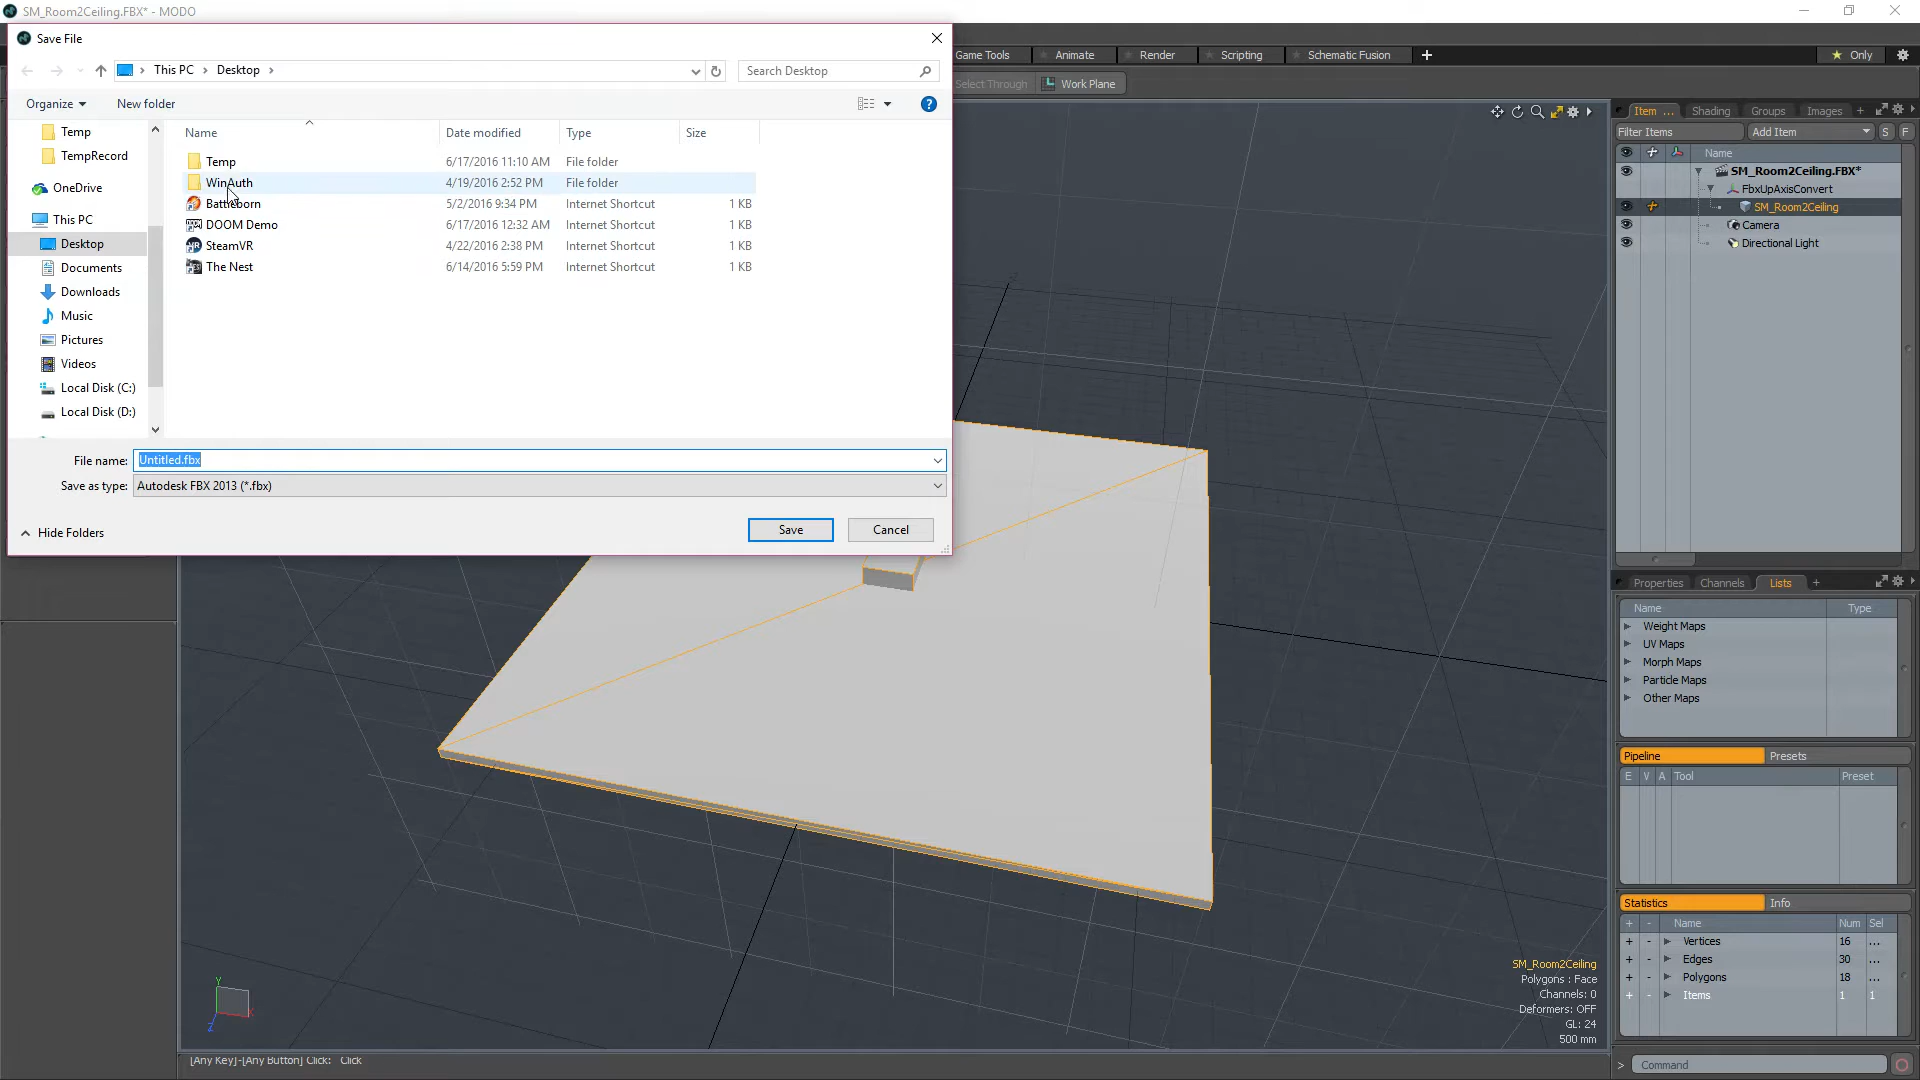 SM_Room2Ceiling.FBX* - MODO
Save File
This PC
Desktop
Search Desktop
Organize
New folder
Name
Date modified
Type
Size
Temp
TempRecord
OneDrive
This PC
Desktop
Documents
Downloads
Music
Pictures
Videos
Local Disk (C:)
Local Disk (D:)
Temp 6/17/2016 11:10 AM File folder
WinAuth 4/19/2016 2:52 PM File folder
Battleborn 5/2/2016 9:34 PM Internet Shortcut 1 KB
DOOM Demo 6/17/2016 12:32 AM Internet Shortcut 1 KB
SteamVR 4/22/2016 2:38 PM Internet Shortcut 1 KB
The Nest 6/14/2016 5:59 PM Internet Shortcut 1 KB
File name: Untitled.fbx
Save as type: Autodesk FBX 2013 (*.fbx)
Hide Folders
Save
Cancel
Game Tools
Animate
Render
Scripting
Schematic Fusion
+
Only
Select Through
Work Plane
Item ...
Shading
Groups
Images
+
Filter Items
Add Item
S
F
Name
SM_Room2Ceiling.FBX*
FbxUpAxisConvert
SM_Room2Ceiling
Camera
Directional Light
Properties
Channels
Lists
+
Name Type
Weight Maps
UV Maps
Morph Maps
Particle Maps
Other Maps
Pipeline
Presets
E V A Tool Preset
Statistics
Info
+ - Name Num Sel
+ - Vertices 16 ...
+ - Edges 30 ...
+ - Polygons 18 ...
+ - Items 1 1
SM_Room2Ceiling
Polygons : Face
Channels: 0
Deformers: OFF
GL: 24
500 mm
Y
X
Z
[Any Key]-[Any Button] Click: Click
> Command